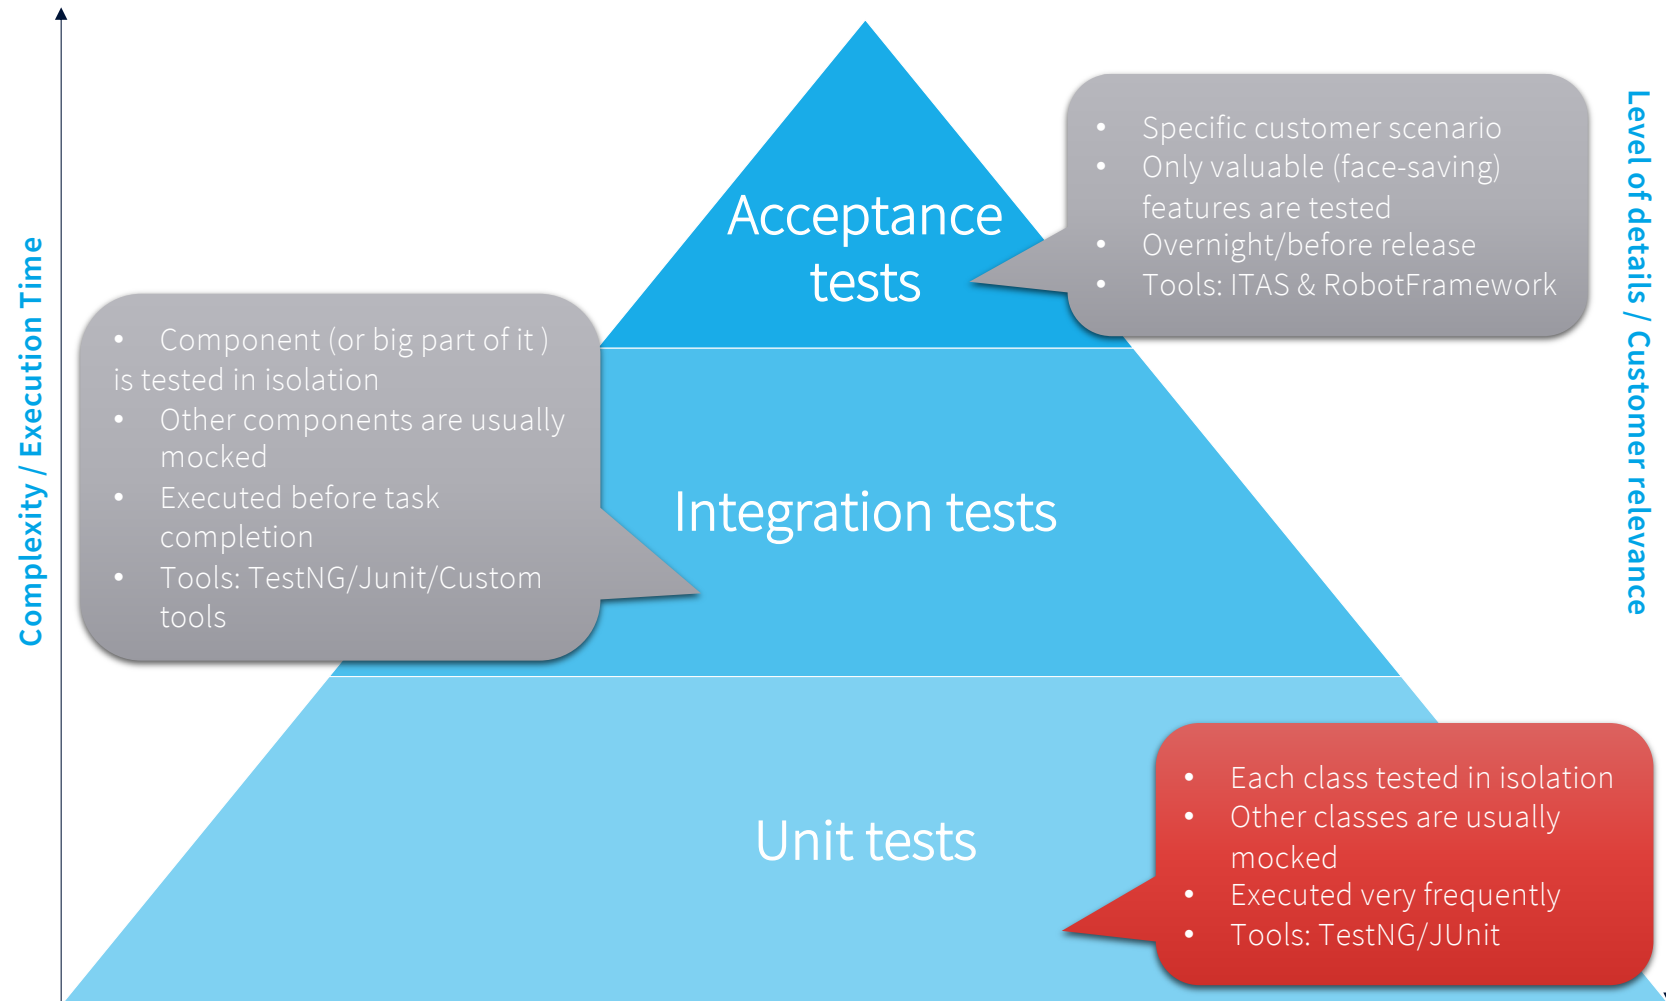 Acceptance
tests
• Specific customer scenario
• Only valuable (face-saving)
features are tested
• Overnight/before release
• Tools: ITAS & RobotFramework
Level of details / Customer relevance
Complexity / Execution Time
• Component (or big part of it )
is tested in isolation
• Other components are usually
mocked
• Executed before task
completion
• Tools: TestNG/Junit/Custom
tools
Integration tests
Unit tests
• Each class tested in isolation
• Other classes are usually
mocked
• Executed very frequently
• Tools: TestNG/JUnit